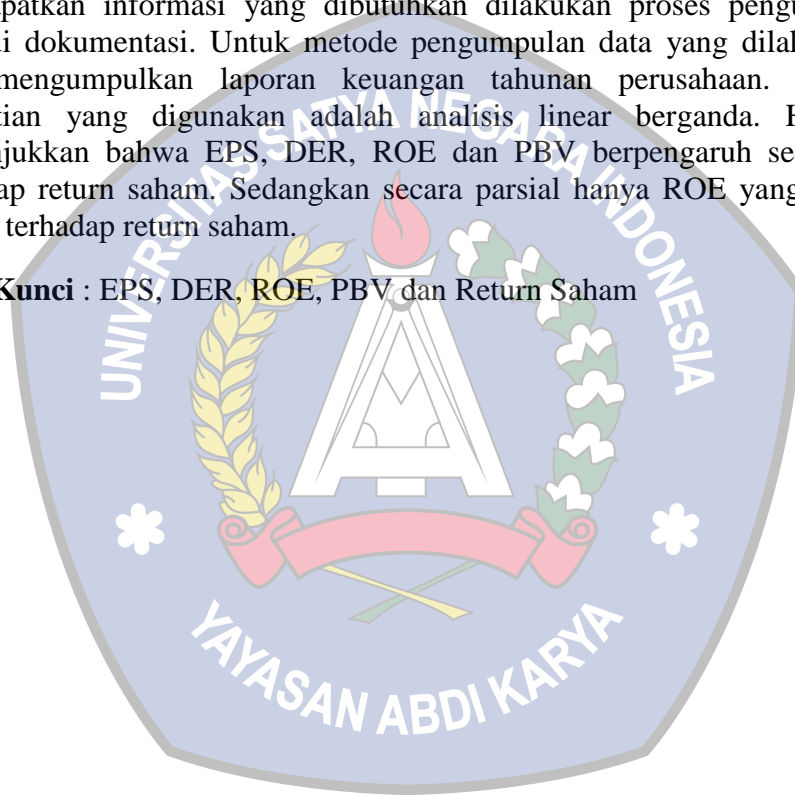 patkan informasi yang dibutuhkan dilakukan proses pengu
di dokumentasi. Untuk metode pengumpulan data yang dilak
mengumpulkan laporan keuangan tahunan perusahaan.
tian yang digunakan adalah analisis linear berganda. H
njukkan bahwa EPS, DER, ROE dan PBV berpengaruh se
ap return saham. Sedangkan secara parsial hanya ROE yang
terhadap return saham.
Kunci : EPS, DER, ROE, PBV dan Return Saham
UNIVERSITAS SATYA NEGARA INDONESIA
YAYASAN ABDI KARYA